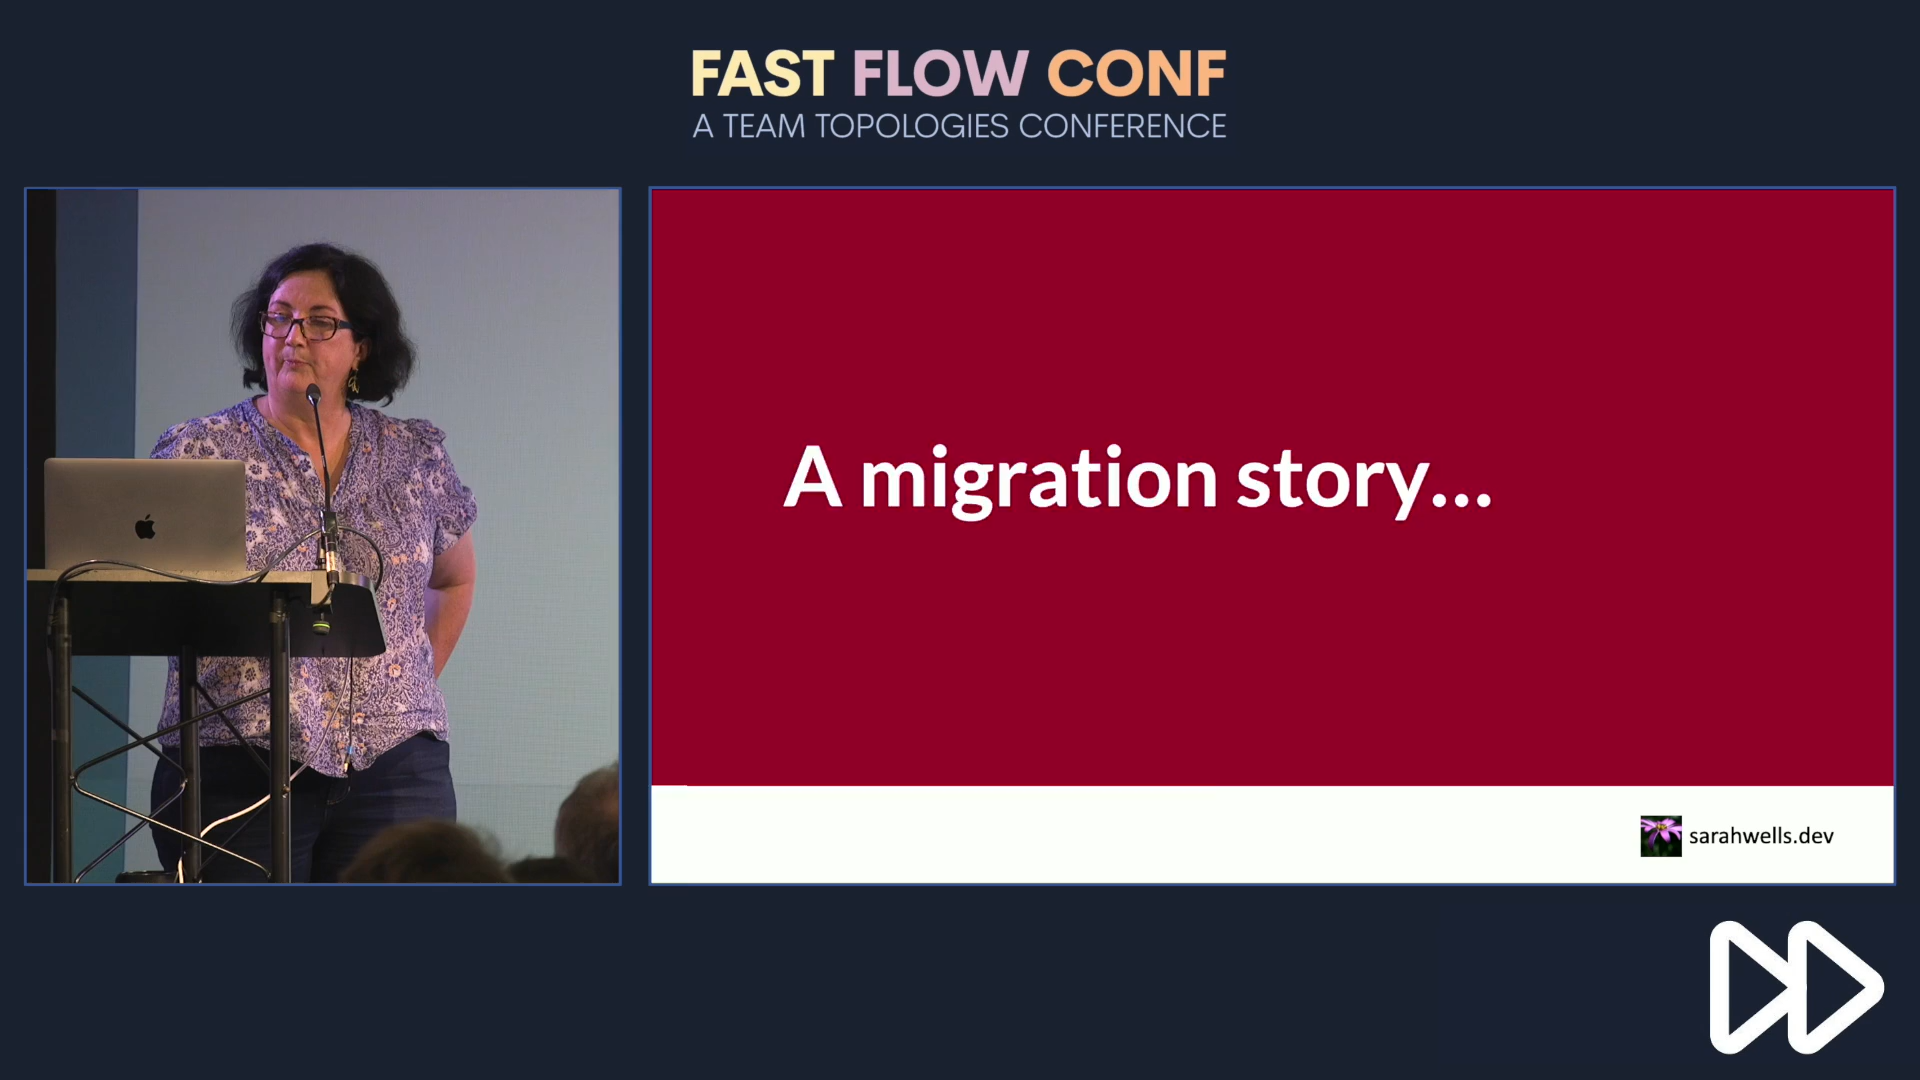 FAST FLOW CONF
A TEAM TOPOLOGIES CONFERENCE
A migration story...
sarahwells.dev